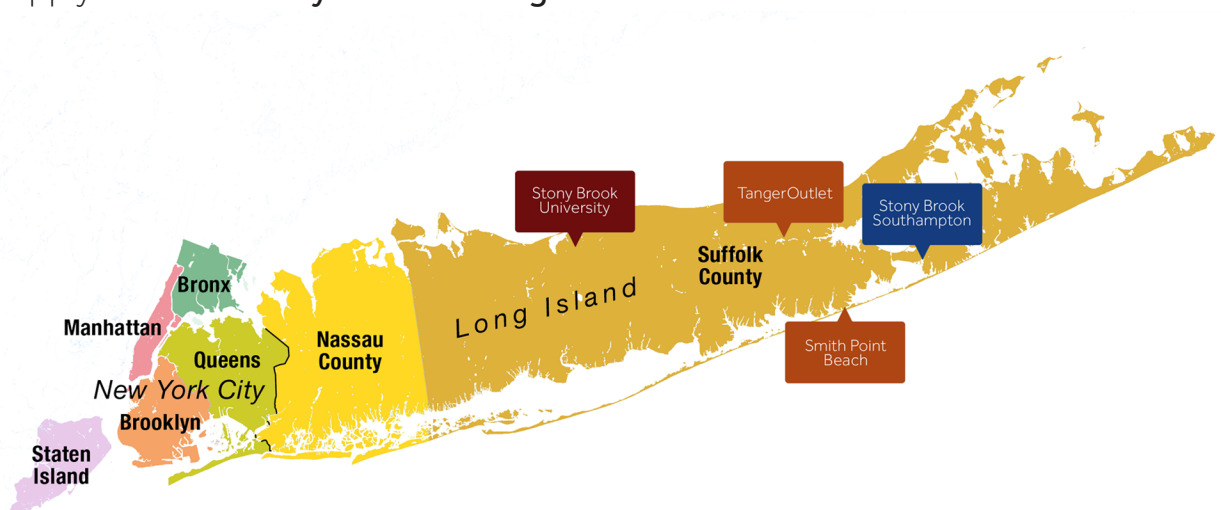 Stony Brook
University
TangerOutlet
Stony Brook
Southampton
Suffolk
County
Bronx
Long Island
Manhattan
Nassau
County
Smith Point
Beach
Queens
New York City
Brooklyn
Staten
Island